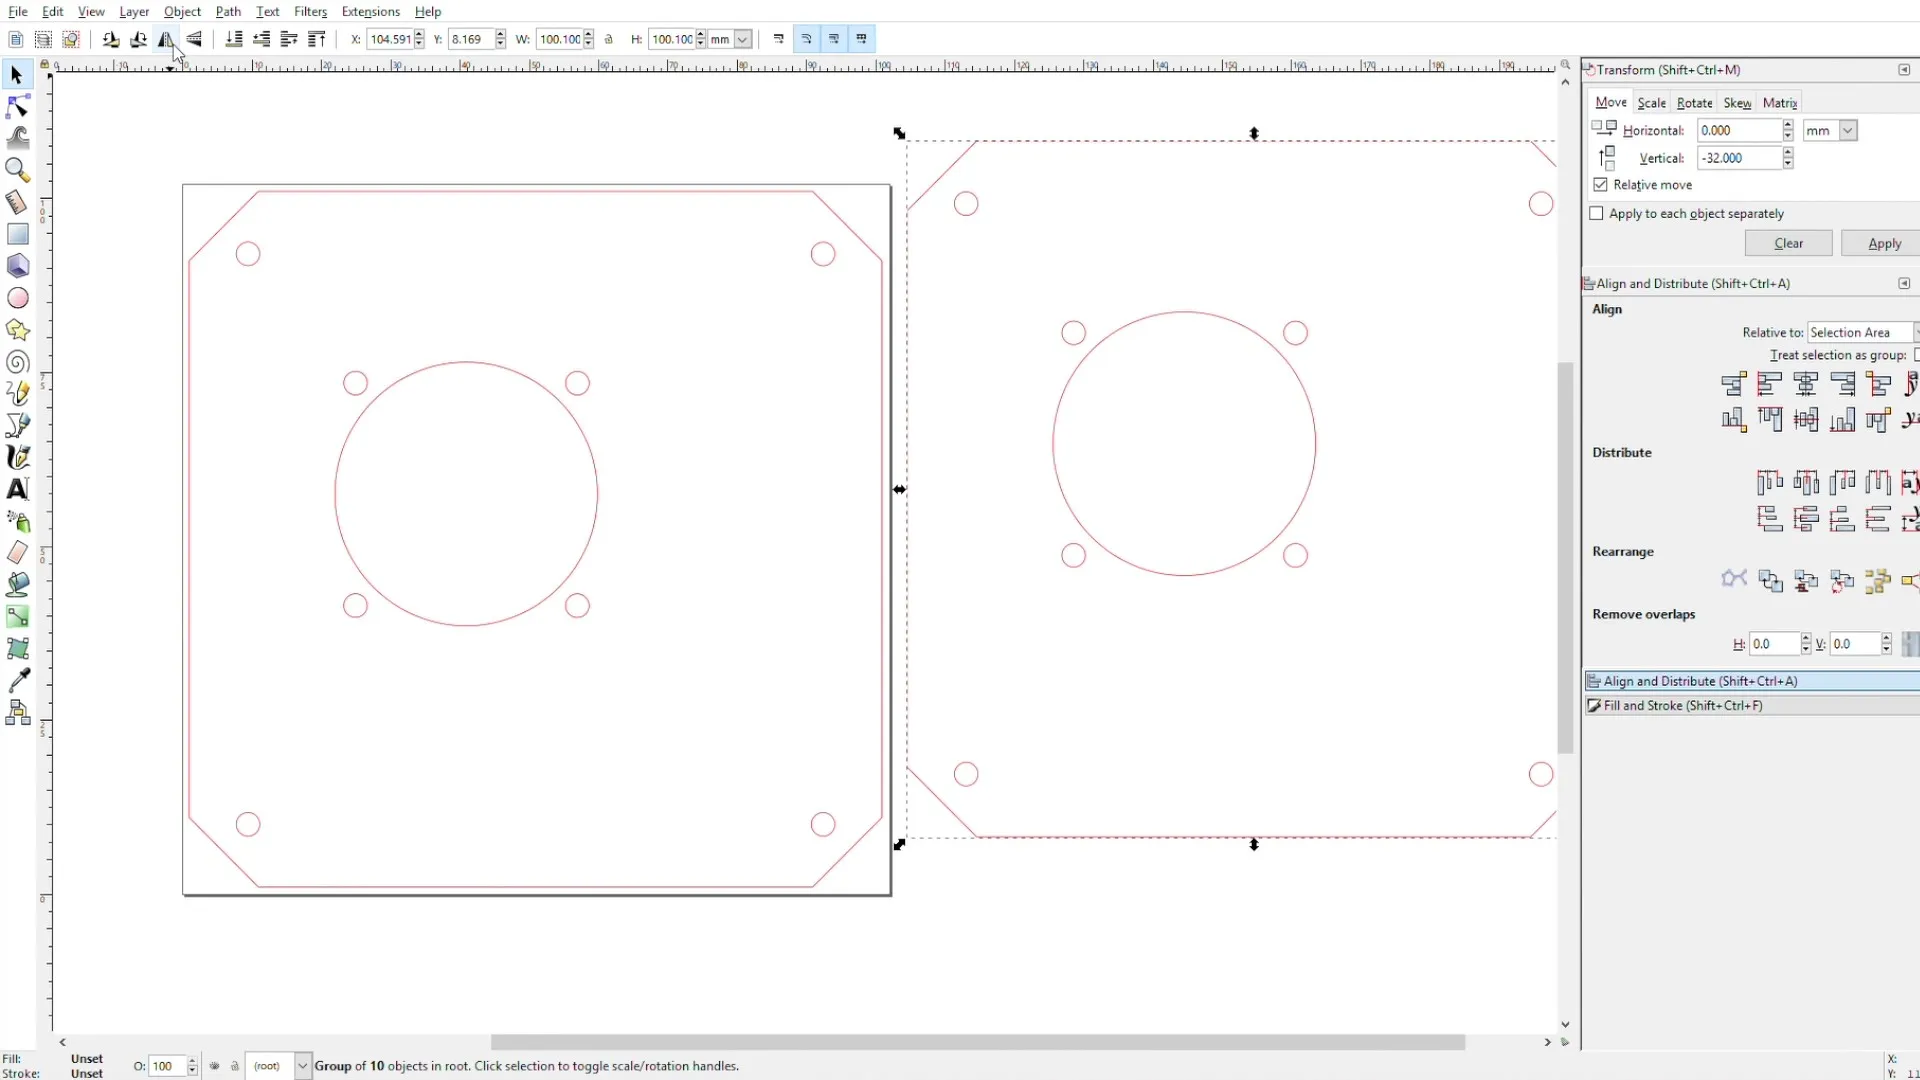 File Edit View Layer Object Path Text Filters Extensions Help
X: 104.591 Y: 8.169 W: 100.100 H: 100.100 mm
Transform (Shift+Ctrl+M)
Move Scale Rotate Skew Matrix
Horizontal: 0.000 mm
Vertical: -32.000
Relative move
Apply to each object separately
Clear Apply
Align and Distribute (Shift+Ctrl+A)
Align
Relative to: Selection Area
Treat selection as group:
Distribute
Rearrange
Remove overlaps
H: 0.0 V: 0.0
Align and Distribute (Shift+Ctrl+A)
Fill and Stroke (Shift+Ctrl+F)
Fill: Unset
Stroke: Unset
O: 100 (root) Group of 10 objects in root. Click selection to toggle scale/rotation handles.
X:
Y: 11